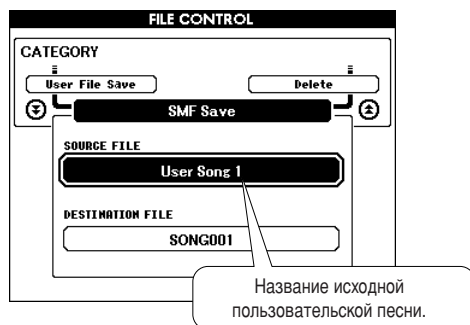 FILE CONTROL
CATEGORY
User File Save
Delete
SMF Save
SOURCE FILE
User Song 1
DESTINATION FILE
SONG001
Название исходной
пользовательской песни.